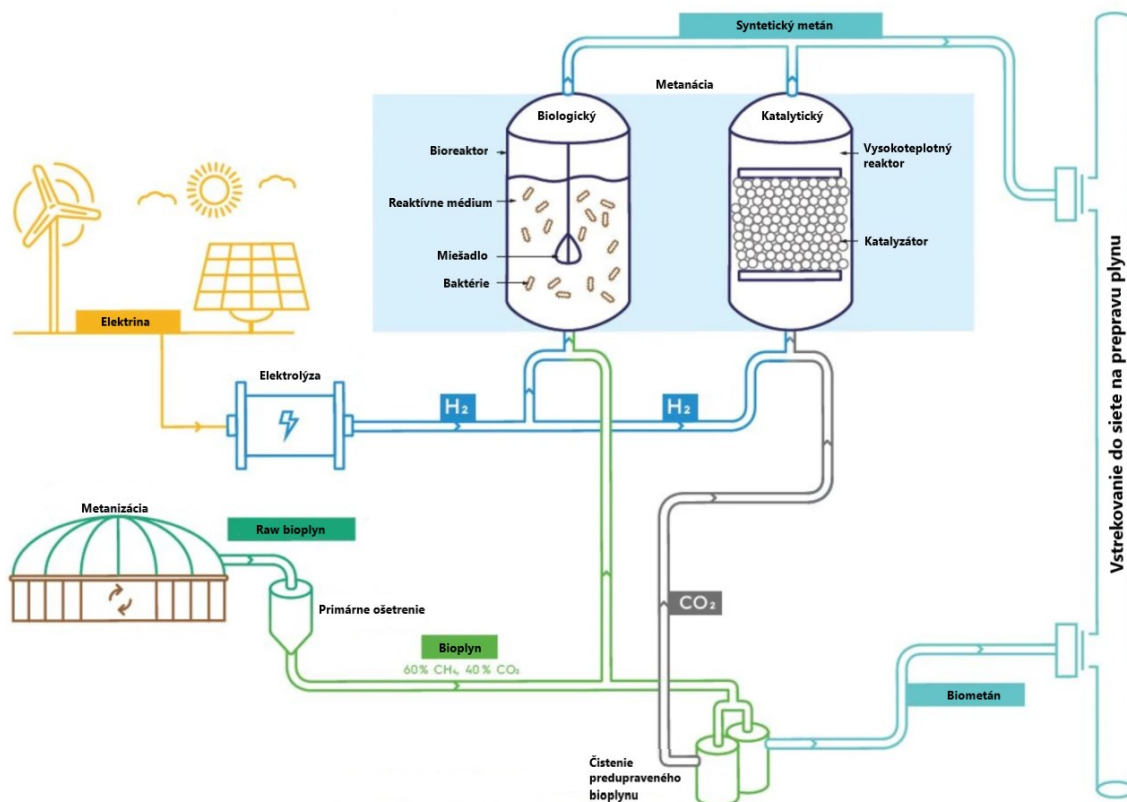 Syntetický metán
Metanácia
Biologický
Katalytický
Bioreaktor
Vysokoteplotný
reaktor
Reaktívne médium
Katalyzátor
Miešadlo
Baktérie
Elektrina
Elektrolýza
H₂
H₂
Vstrekovanie do siete na prepravu plynu
Metanizácia
Raw bioplyn
Primárne ošetrenie
CO₂
Bioplyn
60% CH₄, 40% CO₂
Biometán
Čistenie
predupraveného
bioplynu